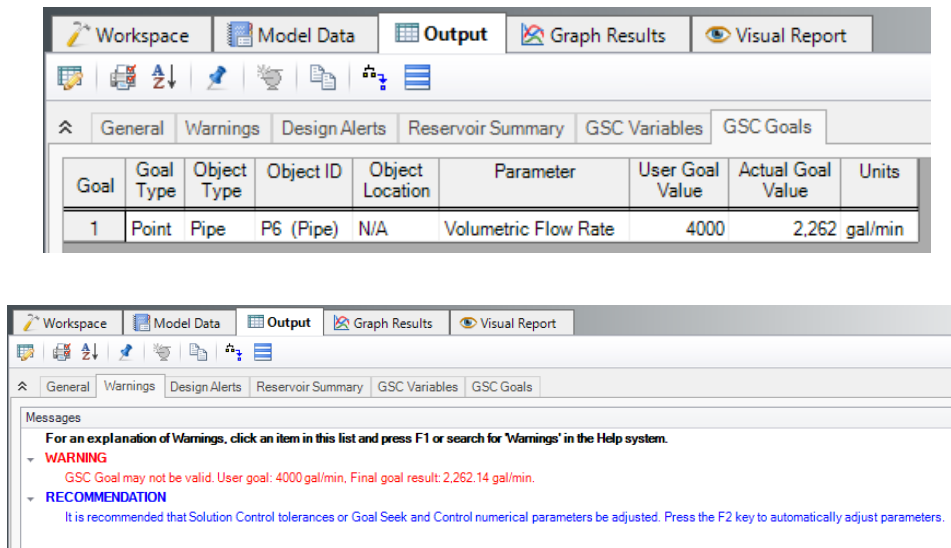 Workspace Model Data Output Graph Results Visual Report
General Warnings Design Alerts Reservoir Summary GSC Variables GSC Goals
Goal Goal Type Object Type Object ID Object Location Parameter User Goal Value Actual Goal Value Units
1 Point Pipe P6 (Pipe) N/A Volumetric Flow Rate 4000 2,262 gal/min
Workspace Model Data Output Graph Results Visual Report
General Warnings Design Alerts Reservoir Summary GSC Variables GSC Goals
Messages
For an explanation of Warnings, click an item in this list and press F1 or search for 'Warnings' in the Help system.
WARNING
GSC Goal may not be valid. User goal: 4000 gal/min, Final goal result: 2,262.14 gal/min.
RECOMMENDATION
It is recommended that Solution Control tolerances or Goal Seek and Control numerical parameters be adjusted. Press the F2 key to automatically adjust parameters.